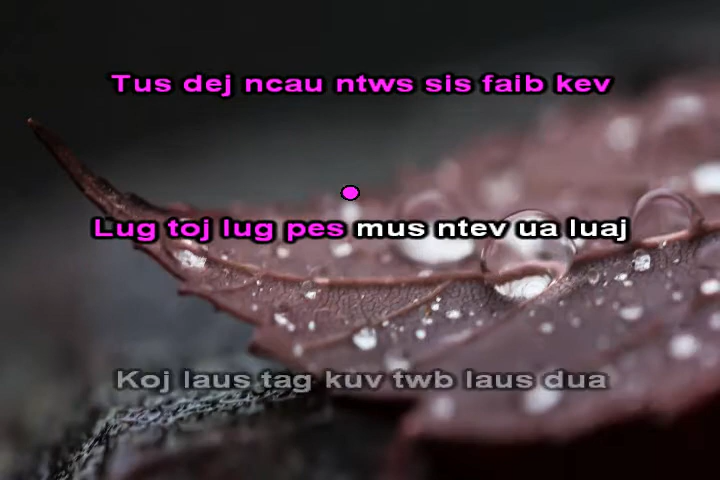 Tus dej ncau ntws sis faib kev
Lug toj lug pes mus ntev ua luaj
Koj laus tag kuv twb laus dua